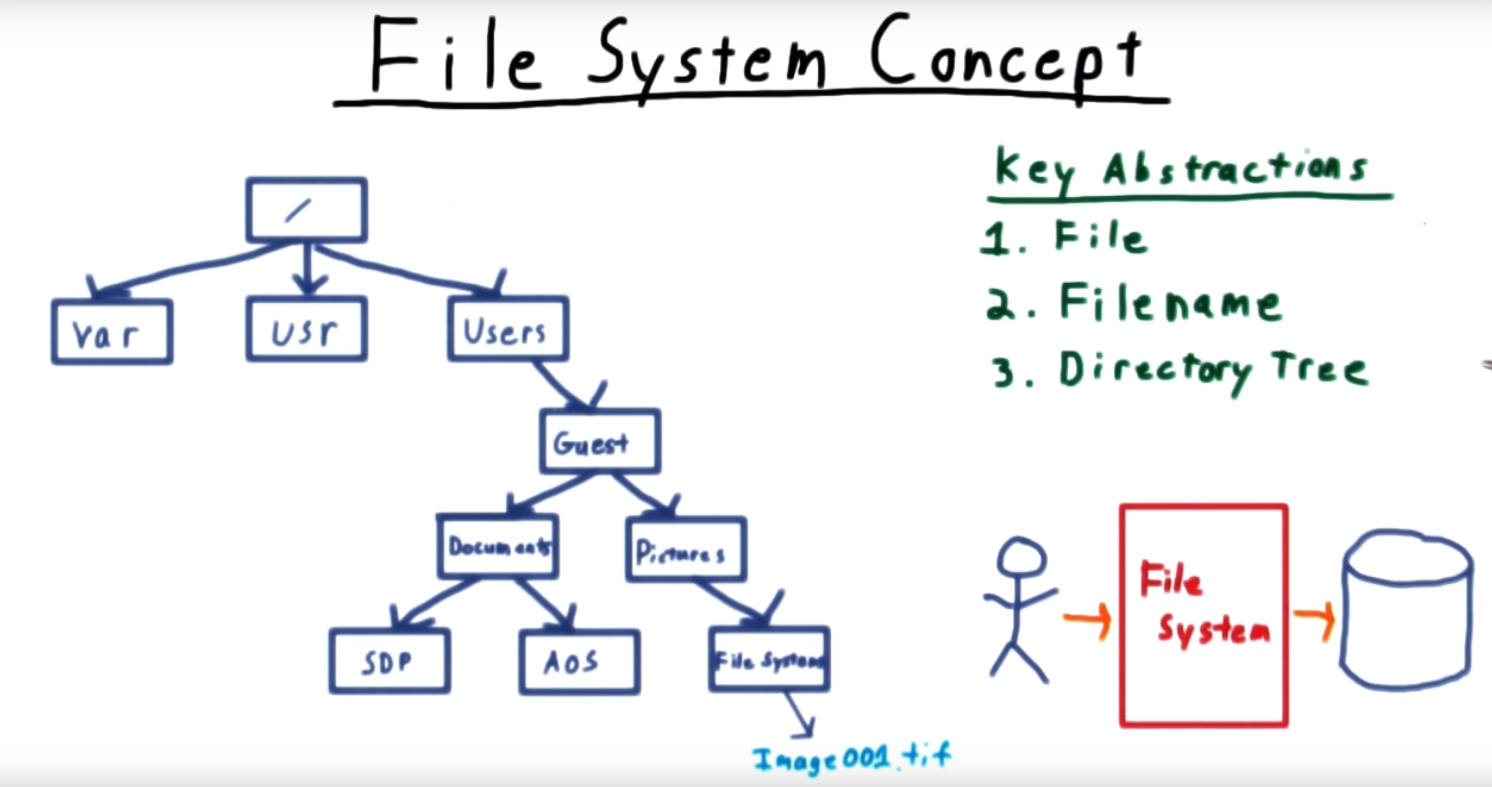 File System Concept
Key Abstractions
1. File
2. Filename
3. Directory Tree
/
var
usr
Users
Guest
Documents
Pictures
SDP
AOS
File Systems
Image001.tif
File
System